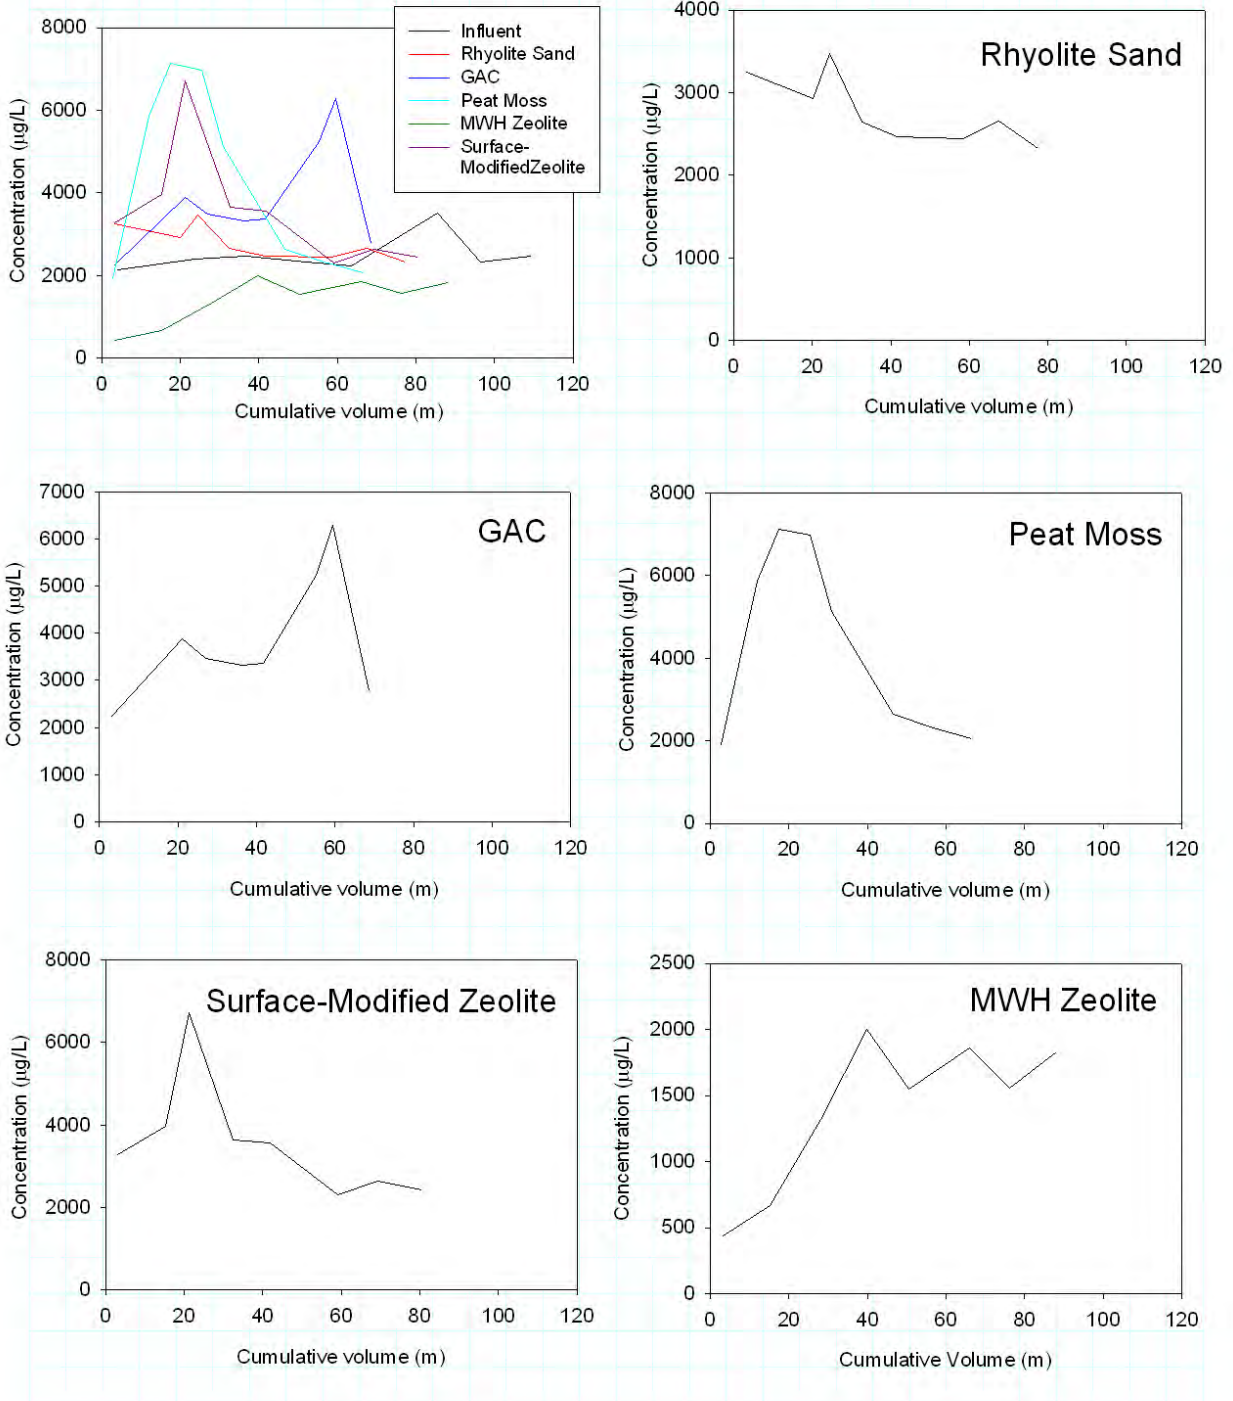 8000
6000
4000
2000
0
Concentration (µg/L)
0 20 40 60 80 100 120
Cumulative volume (m)
Influent
Rhyolite Sand
GAC
Peat Moss
MWH Zeolite
Surface-
ModifiedZeolite
Rhyolite Sand
4000
3000
2000
1000
0
Concentration (µg/L)
0 20 40 60 80 100 120
Cumulative volume (m)
GAC
7000
6000
5000
4000
3000
2000
1000
0
Concentration (µg/L)
0 20 40 60 80 100 120
Cumulative volume (m)
Peat Moss
8000
6000
4000
2000
0
Concentration (µg/L)
0 20 40 60 80 100 120
Cumulative volume (m)
Surface-Modified Zeolite
8000
6000
4000
2000
0
Concentration (µg/L)
0 20 40 60 80 100 120
Cumulative volume (m)
MWH Zeolite
2500
2000
1500
1000
500
0
Concentration (µg/L)
0 20 40 60 80 100 120
Cumulative Volume (m)